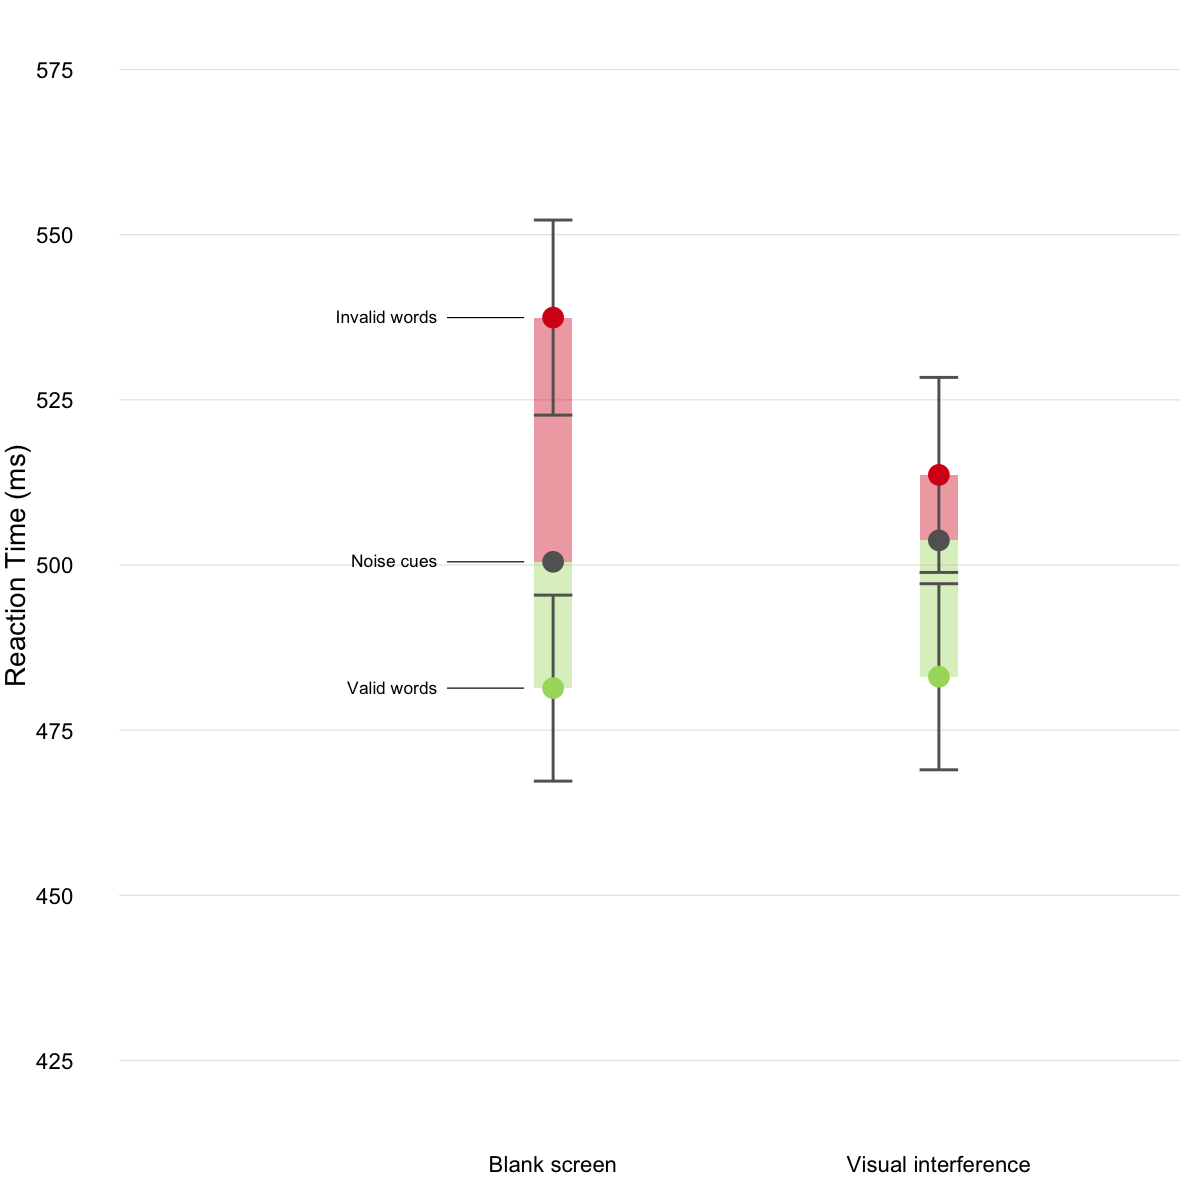 575
550
Invalid words
525
Reaction Time (ms)
Noise cues
500
Valid words
475
450
425
Blank screen
Visual interference